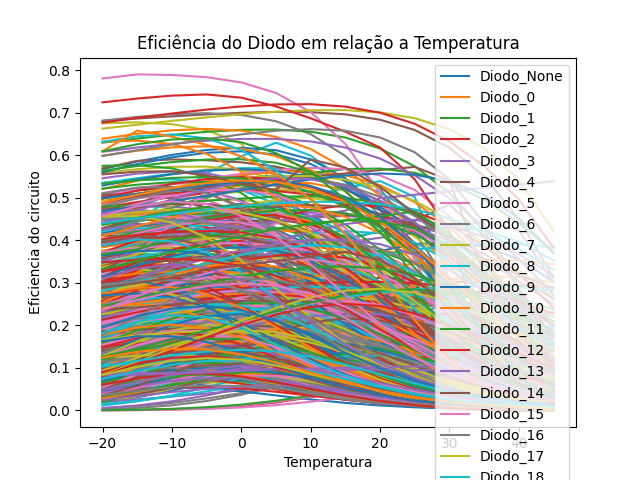 Eficiência do Diodo em relação a Temperatura
Eficiencia do circuito
0.8
0.7
0.6
0.5
0.4
0.3
0.2
0.1
0.0
−20
−10
0
10
20
30
40
Temperatura
Diodo_None
Diodo_0
Diodo_1
Diodo_2
Diodo_3
Diodo_4
Diodo_5
Diodo_6
Diodo_7
Diodo_8
Diodo_9
Diodo_10
Diodo_11
Diodo_12
Diodo_13
Diodo_14
Diodo_15
Diodo_16
Diodo_17
Diodo_18